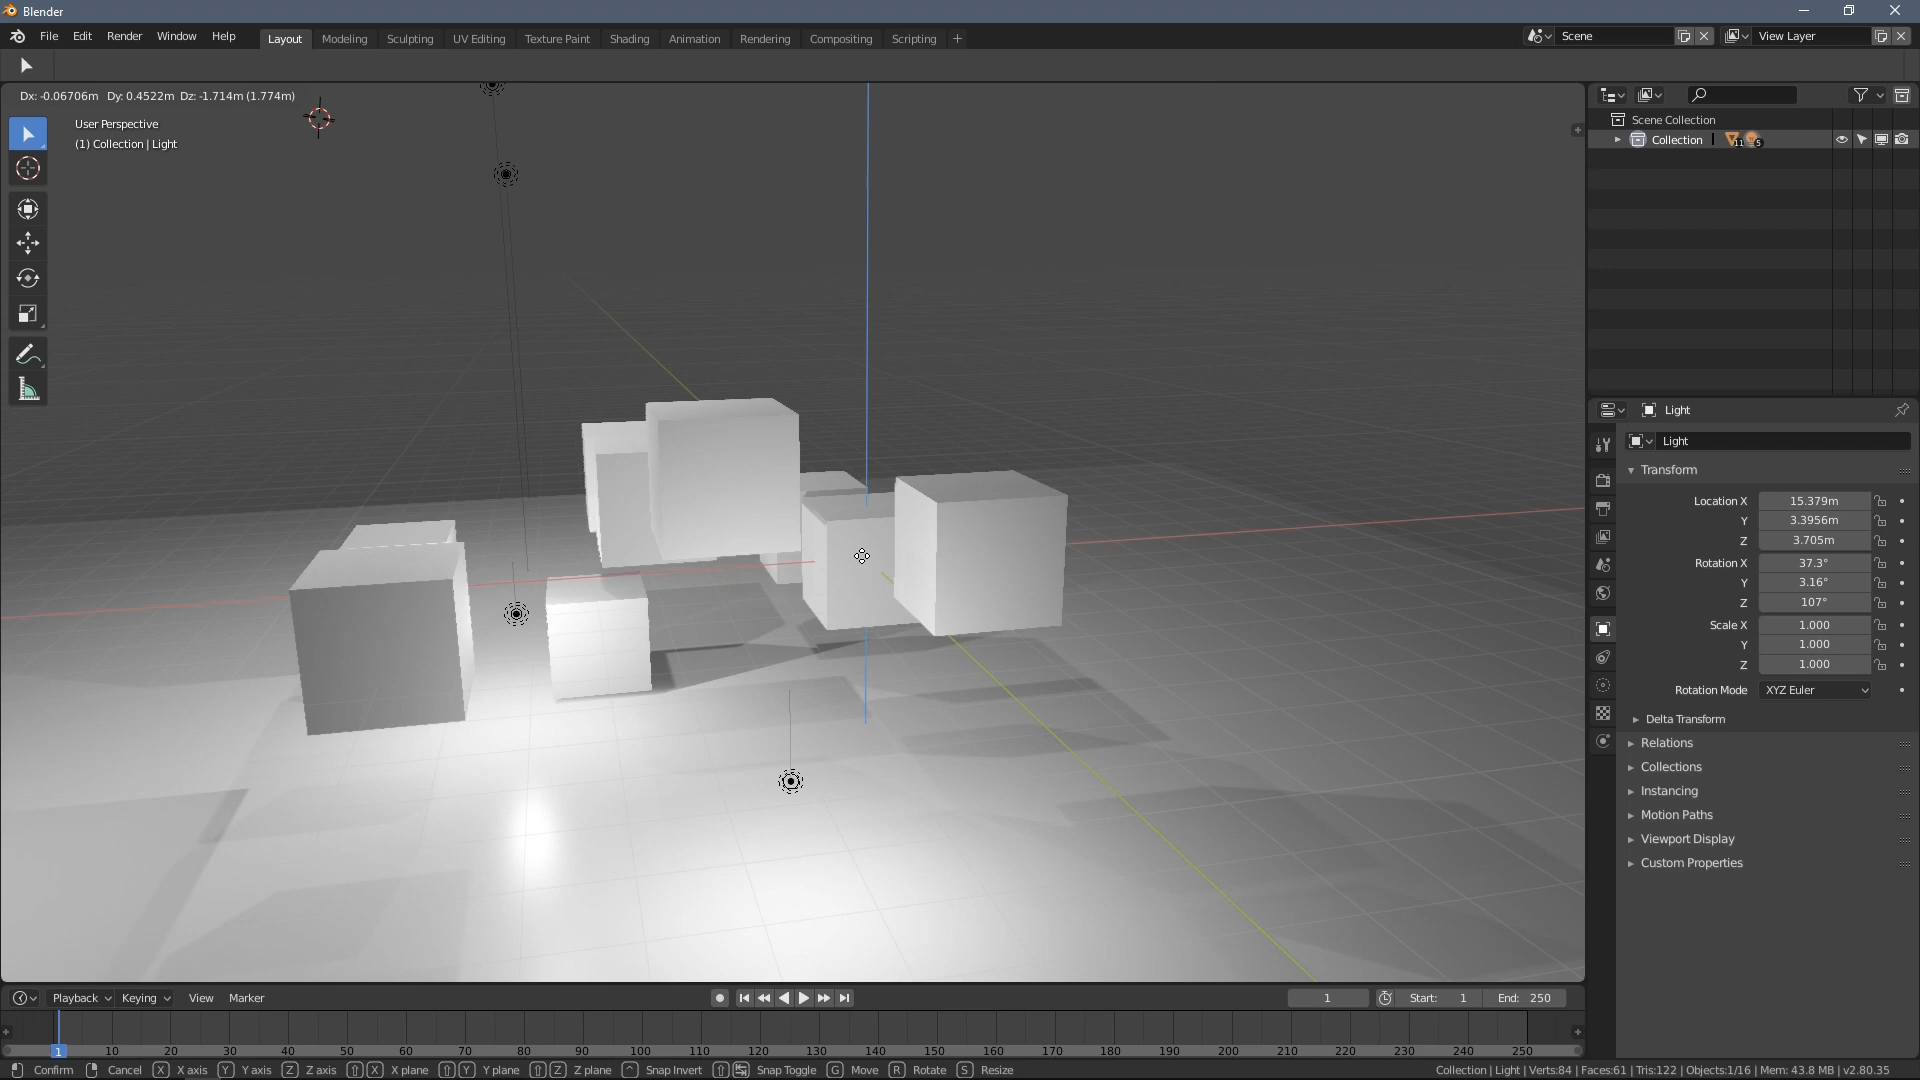 Blender
File Edit Render Window Help Layout Modeling Sculpting UV Editing Texture Paint Shading Animation Rendering Compositing Scripting + Scene View Layer
Dx: -0.06706m Dy: 0.4522m Dz: -1.714m (1.774m)
User Perspective
(1) Collection | Light
Scene Collection
Collection 11 5
Light
Light
Transform
Location X 15.379m
Y 3.3956m
Z 3.705m
Rotation X 37.3°
Y 3.16°
Z 107°
Scale X 1.000
Y 1.000
Z 1.000
Rotation Mode XYZ Euler
Delta Transform
Relations
Collections
Instancing
Motion Paths
Viewport Display
Custom Properties
Playback Keying View Marker 1 Start: 1 End: 250
1 10 20 30 40 50 60 70 80 90 100 110 120 130 140 150 160 170 180 190 200 210 220 230 240 250
Confirm Cancel X X axis Y Y axis Z Z axis X X plane Y Y plane Z Z plane ^ Snap Invert Snap Toggle G Move R Rotate S Resize Collection | Light | Verts:84 | Faces:61 | Tris:122 | Objects:1/16 | Mem: 43.8 MB | v2.80.35